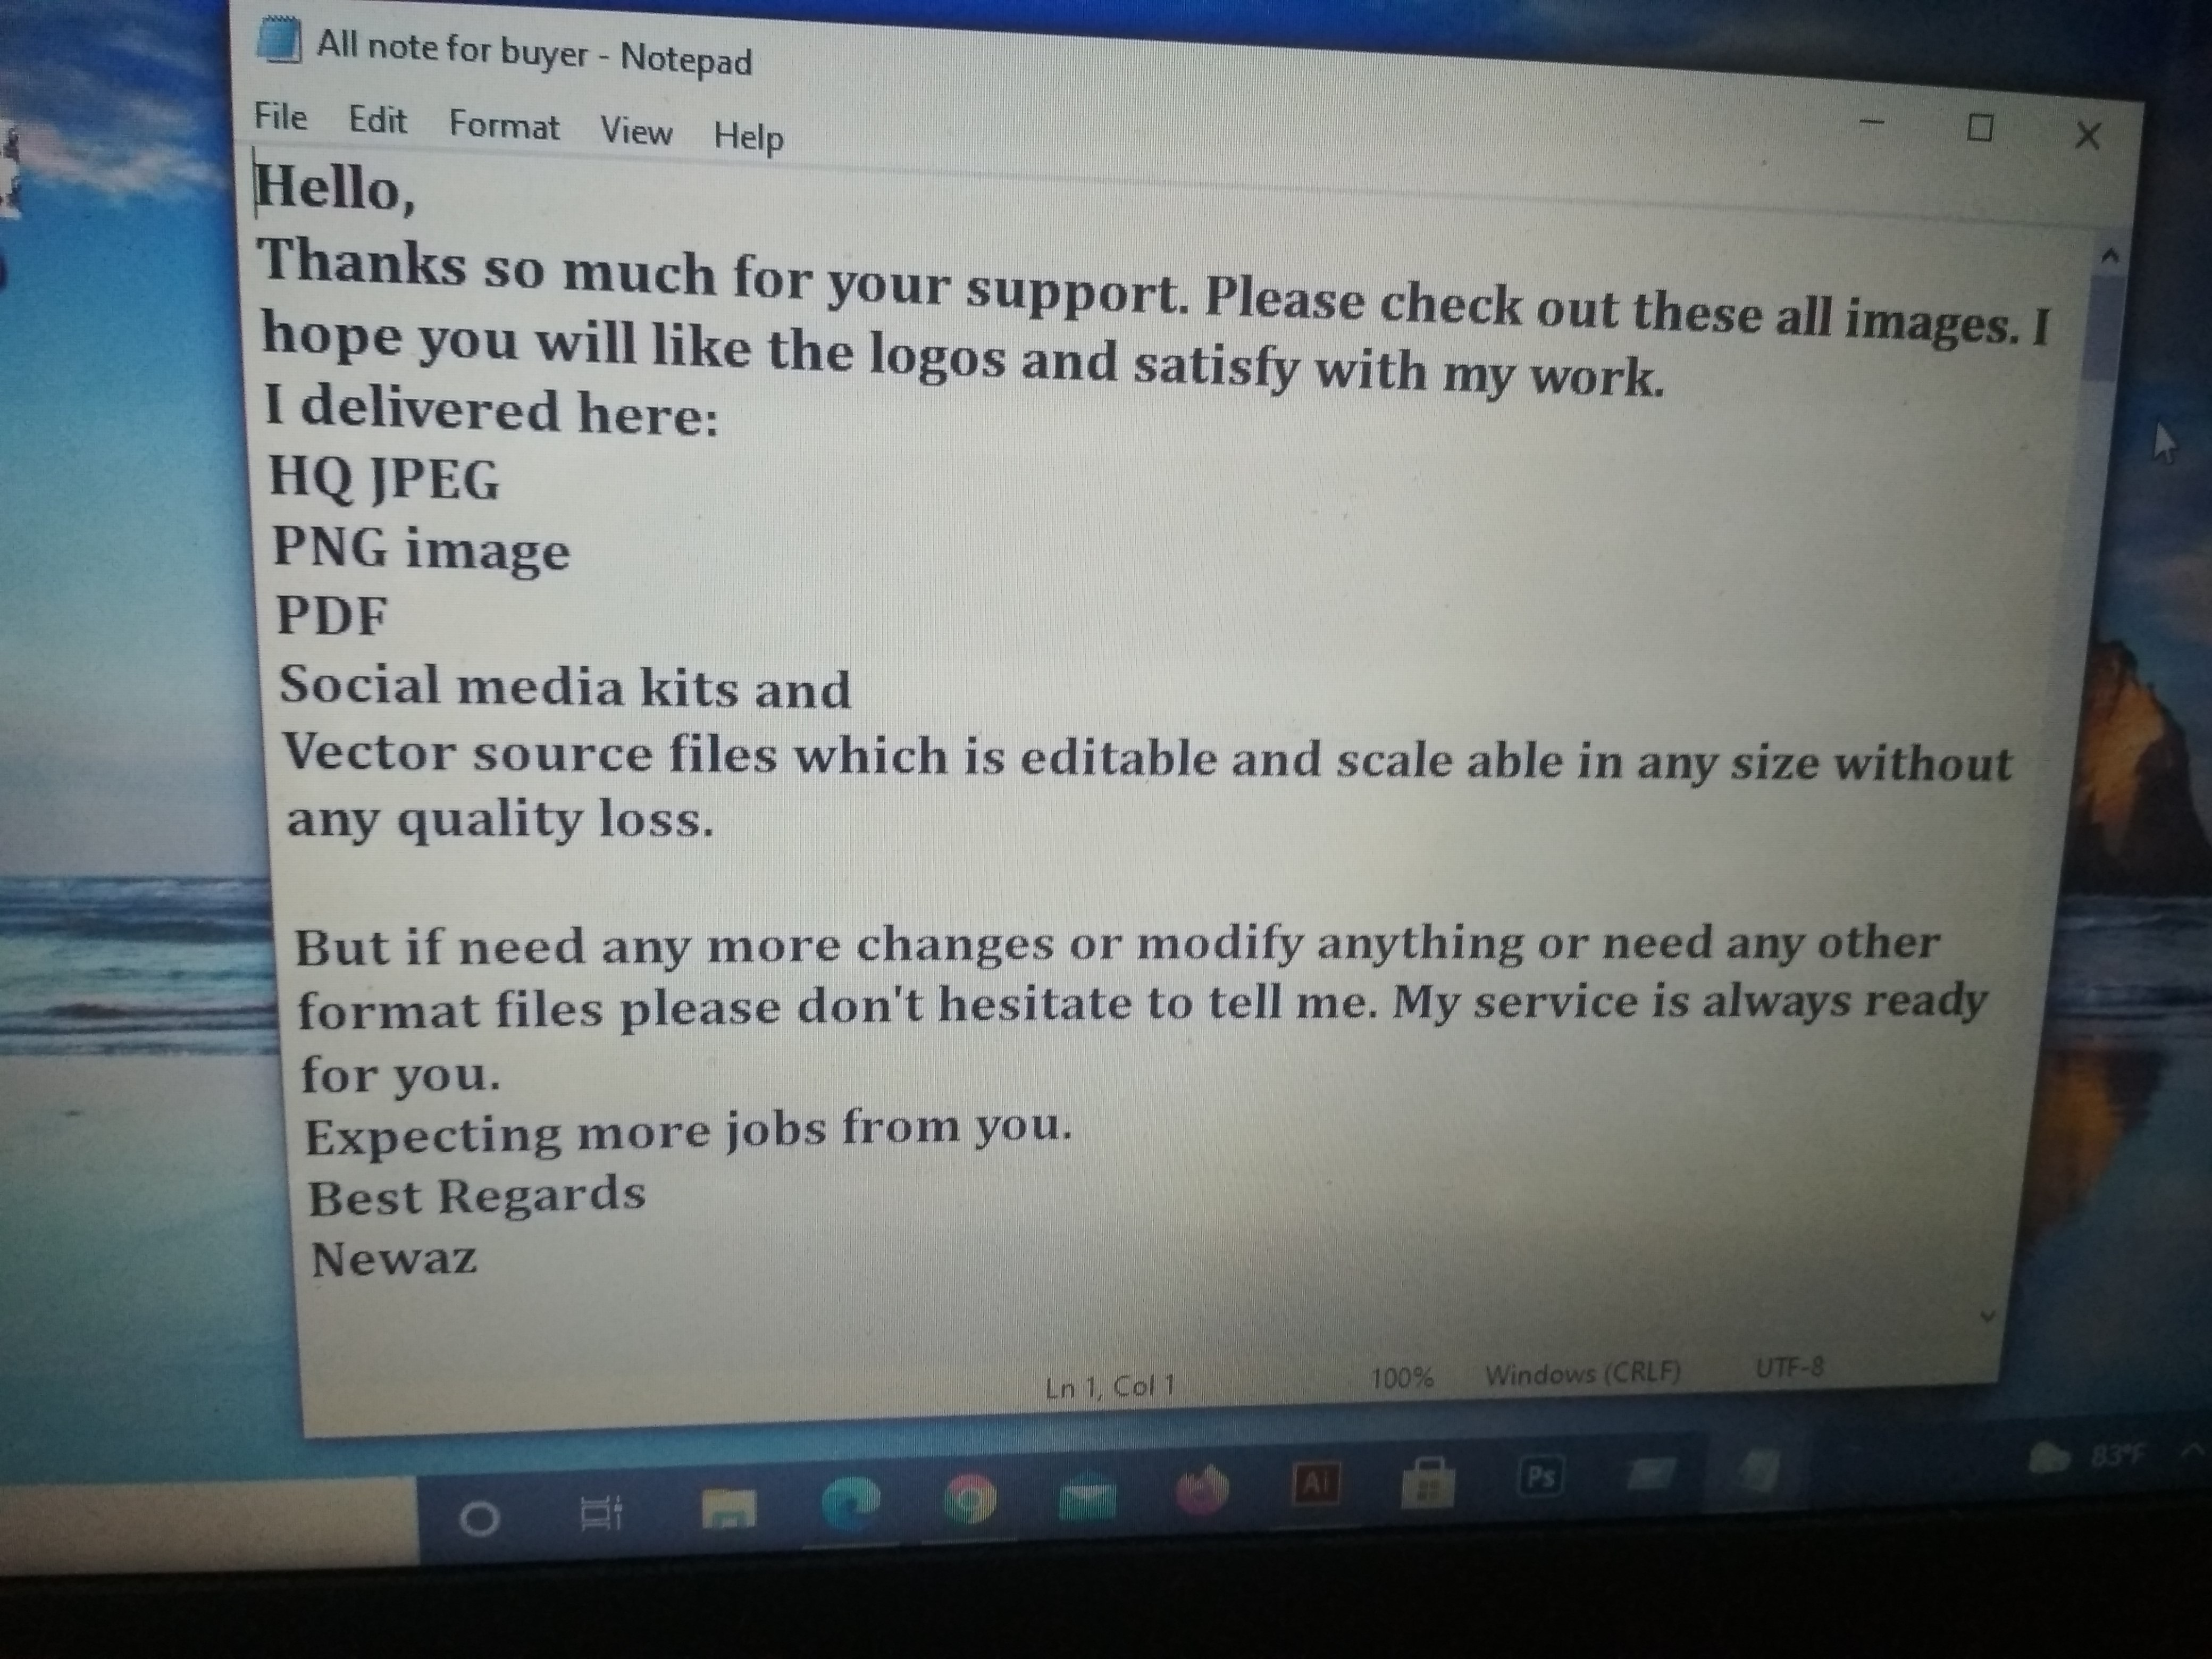 All note for buyer - Notepad
File Edit Format View Help
Hello,
Thanks so much for your support. Please check out these all images. I
hope you will like the logos and satisfy with my work.
I delivered here:
HQ JPEG
PNG image
PDF
Social media kits and
Vector source files which is editable and scale able in any size without
any quality loss.
But if need any more changes or modify anything or need any other
format files please don't hesitate to tell me. My service is always ready
for you.
Expecting more jobs from you.
Best Regards
Newaz
Ln 1, Col 1 100% Windows (CRLF) UTF-8
Ai Ps 83°F